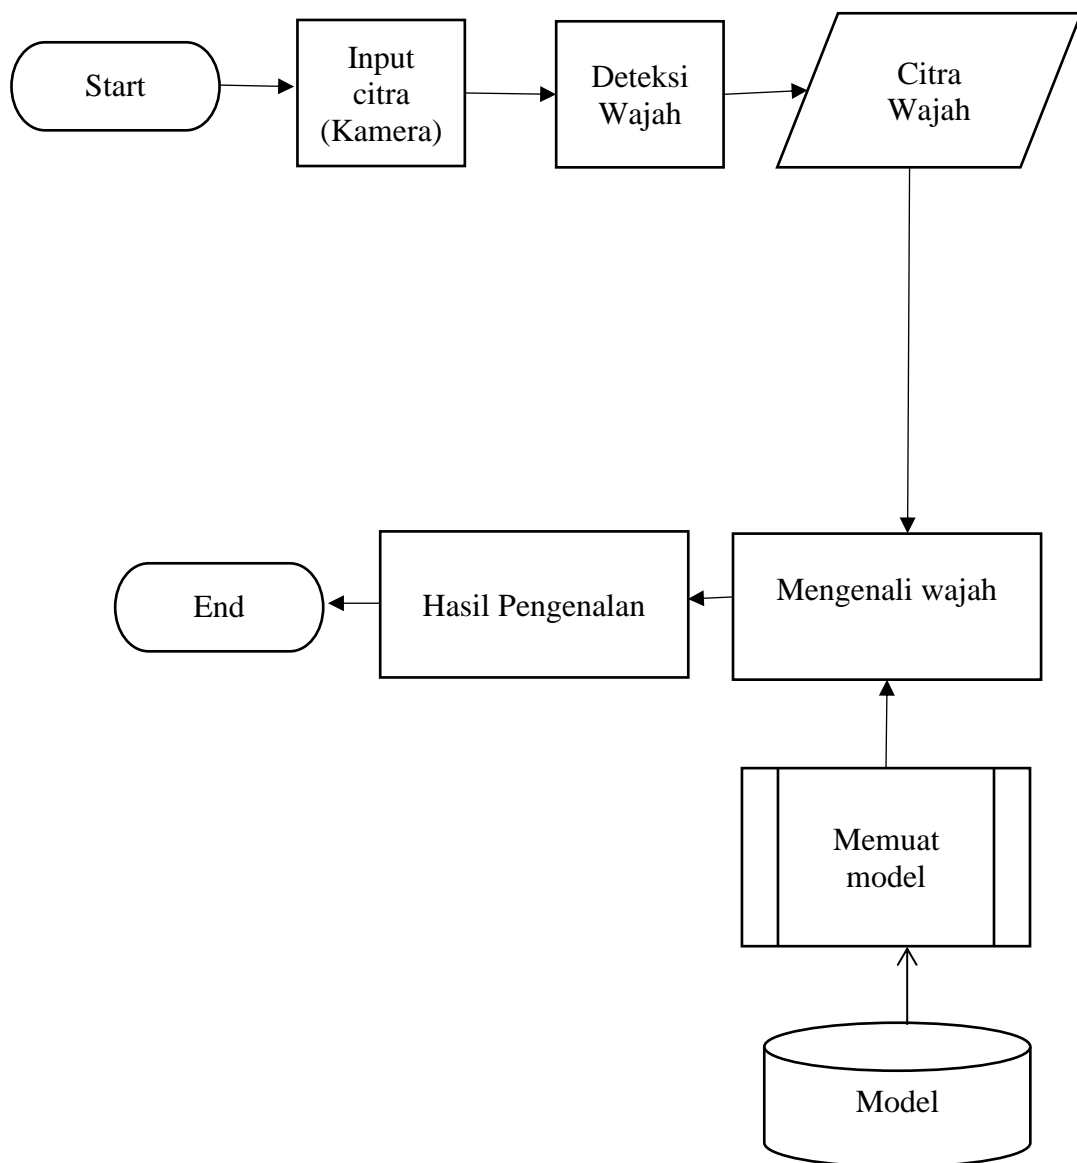 Start
Input
citra
(Kamera)
Deteksi
Wajah
Citra
Wajah
Mengenali wajah
Hasil Pengenalan
End
Memuat
model
Model